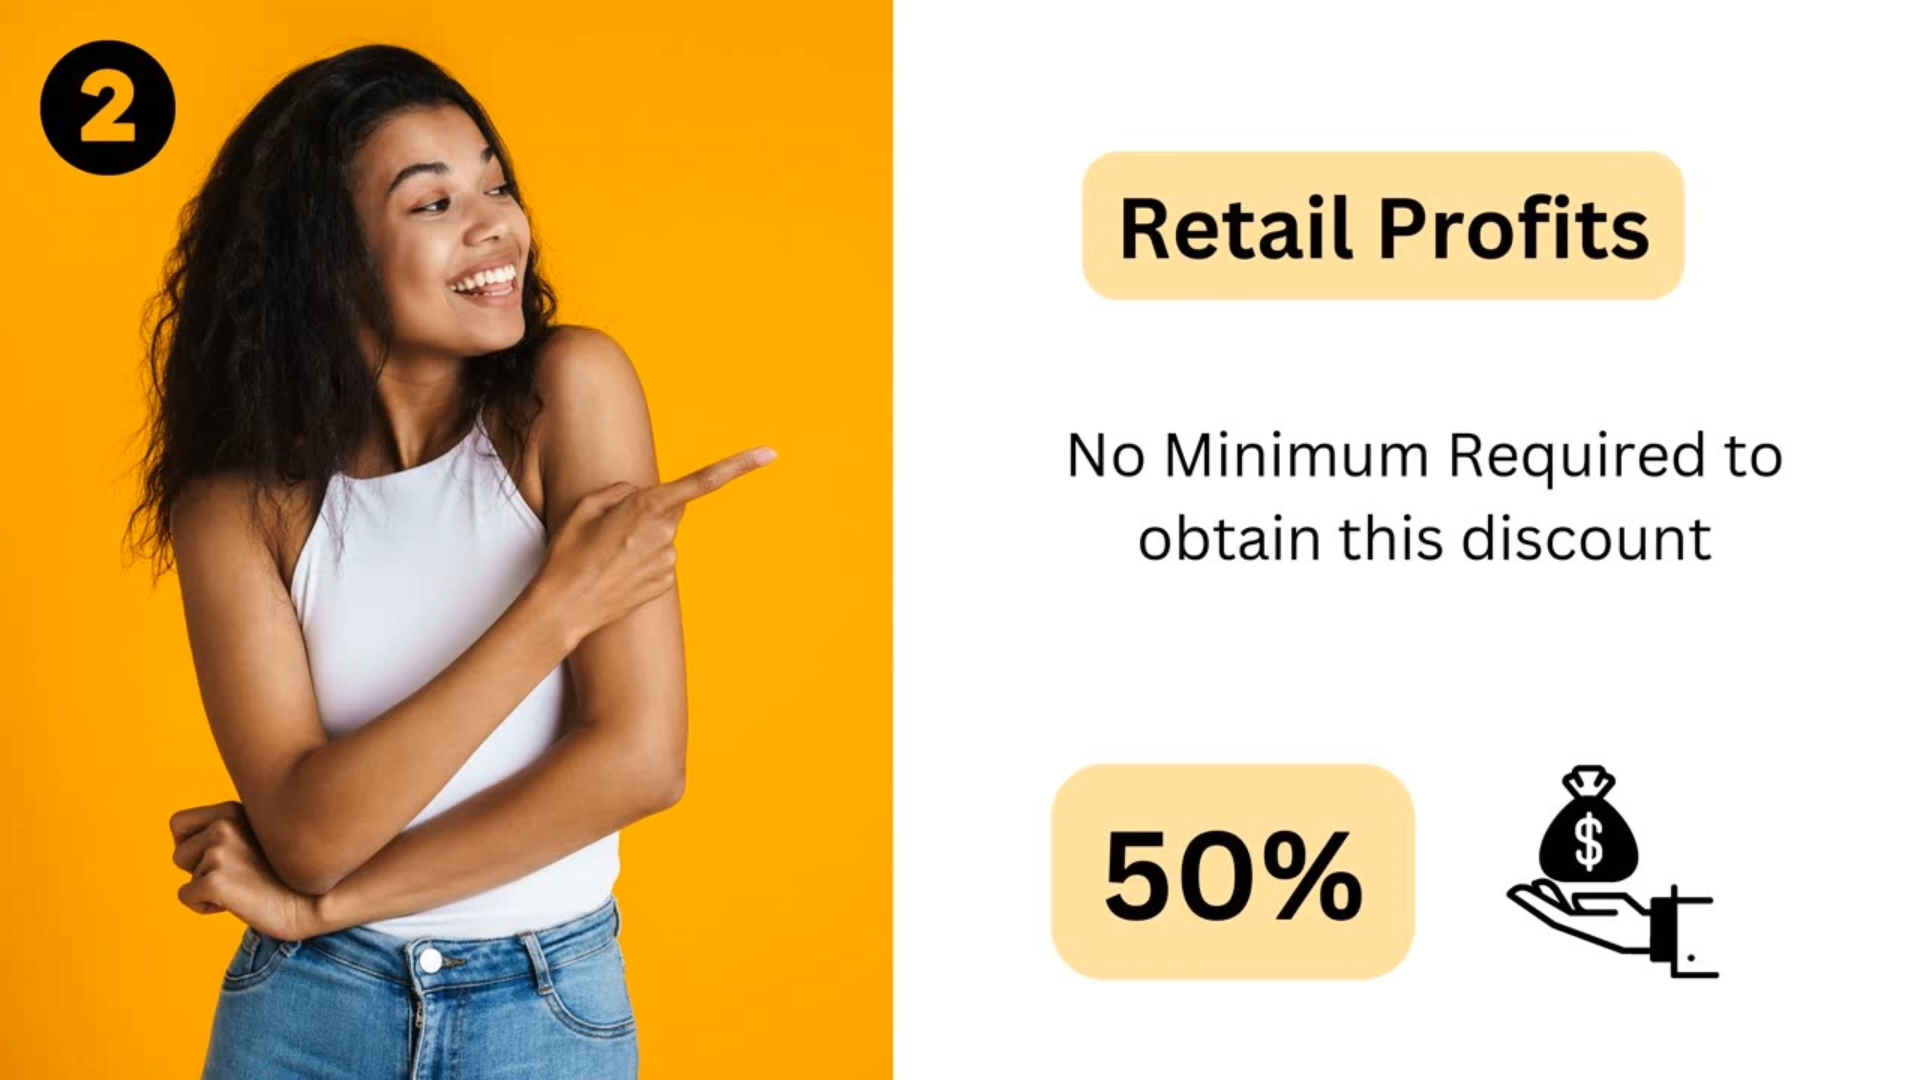 2
Retail Profits
No Minimum Required to
obtain this discount
50%
$